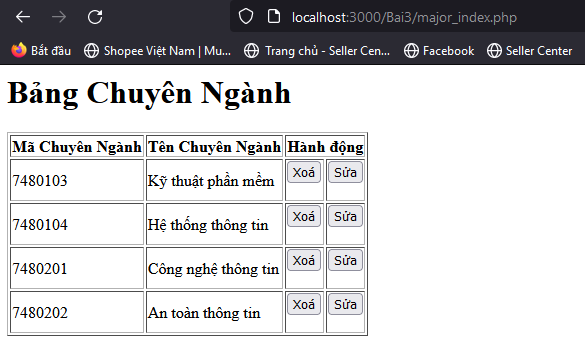 localhost:3000/Bai3/major_index.php
Bắt đầu Shopee Việt Nam | Mu... Trang chủ - Seller Cen... Facebook Seller Center
Bảng Chuyên Ngành
Mã Chuyên Ngành Tên Chuyên Ngành Hành động
7480103 Kỹ thuật phần mềm Xoá Sửa
7480104 Hệ thống thông tin Xoá Sửa
7480201 Công nghệ thông tin Xoá Sửa
7480202 An toàn thông tin Xoá Sửa